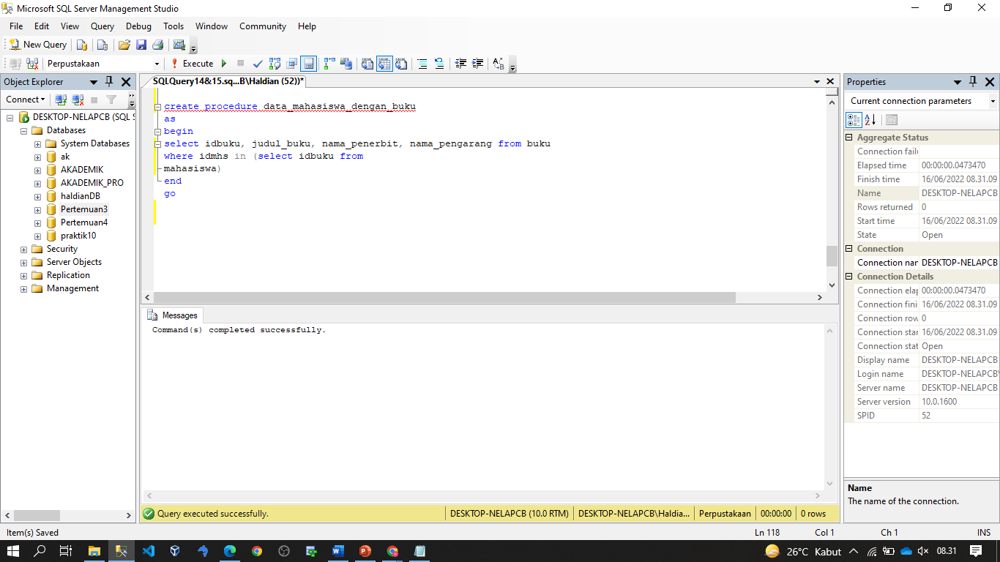 Microsoft SQL Server Management Studio
File Edit View Query Debug Tools Window Community Help
New Query
Perpustakaan Execute
Object Explorer
Connect
DESKTOP-NELAPCB (SQL S
Databases
System Databases
ak
AKADEMIK
AKADEMIK_PRO
haldianDB
Pertemuan3
Pertemuan4
praktik10
Security
Server Objects
Replication
Management
SQLQuery14&15.sq...B\Haldian (52))*
create procedure data_mahasiswa_dengan_buku
as
begin
select idbuku, judul_buku, nama_penerbit, nama_pengarang from buku
where idmhs in (select idbuku from
mahasiswa)
end
go
Messages
Command(s) completed successfully.
Query executed successfully. DESKTOP-NELAPCB (10.0 RTM) DESKTOP-NELAPCB\Haldia... Perpustakaan 00:00:00 0 rows
Properties
Current connection parameters
Aggregate Status
Connection failu
Elapsed time 00:00:00.0473470
Finish time 16/06/2022 08.31.09
Name DESKTOP-NELAPCB
Rows returned 0
Start time 16/06/2022 08.31.09
State Open
Connection
Connection nar DESKTOP-NELAPCB
Connection Details
Connection elap 00:00:00.0473470
Connection fini 16/06/2022 08.31.09
Connection row 0
Connection star 16/06/2022 08.31.09
Connection stat Open
Display name DESKTOP-NELAPCB
Login name DESKTOP-NELAPCB\
Server name DESKTOP-NELAPCB
Server version 10.0.1600
SPID 52
Name
The name of the connection.
Item(s) Saved Ln 118 Col 1 Ch 1 INS
26°C Kabut 08.31